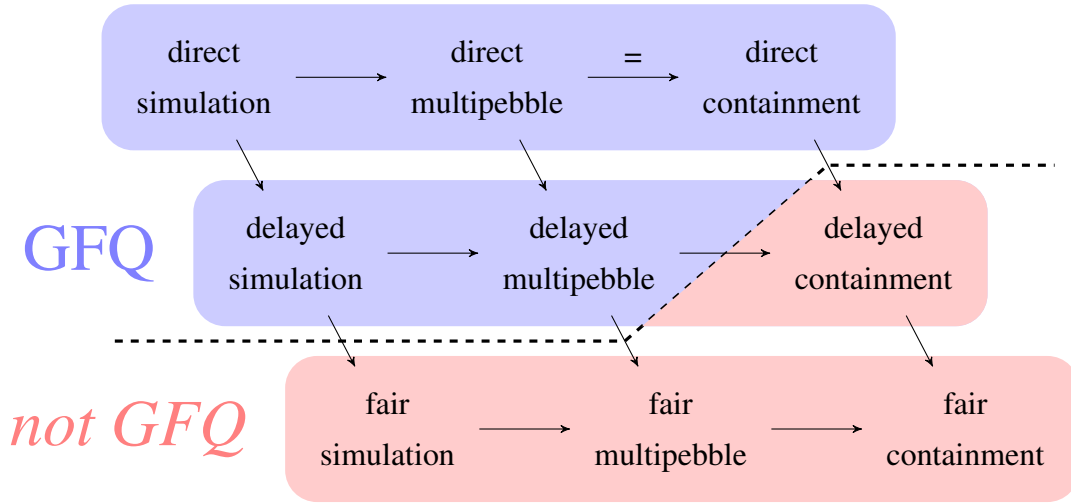 direct
simulation
direct
multipebble
=
direct
containment
GFQ
delayed
simulation
delayed
multipebble
delayed
containment
not GFQ
fair
simulation
fair
multipebble
fair
containment